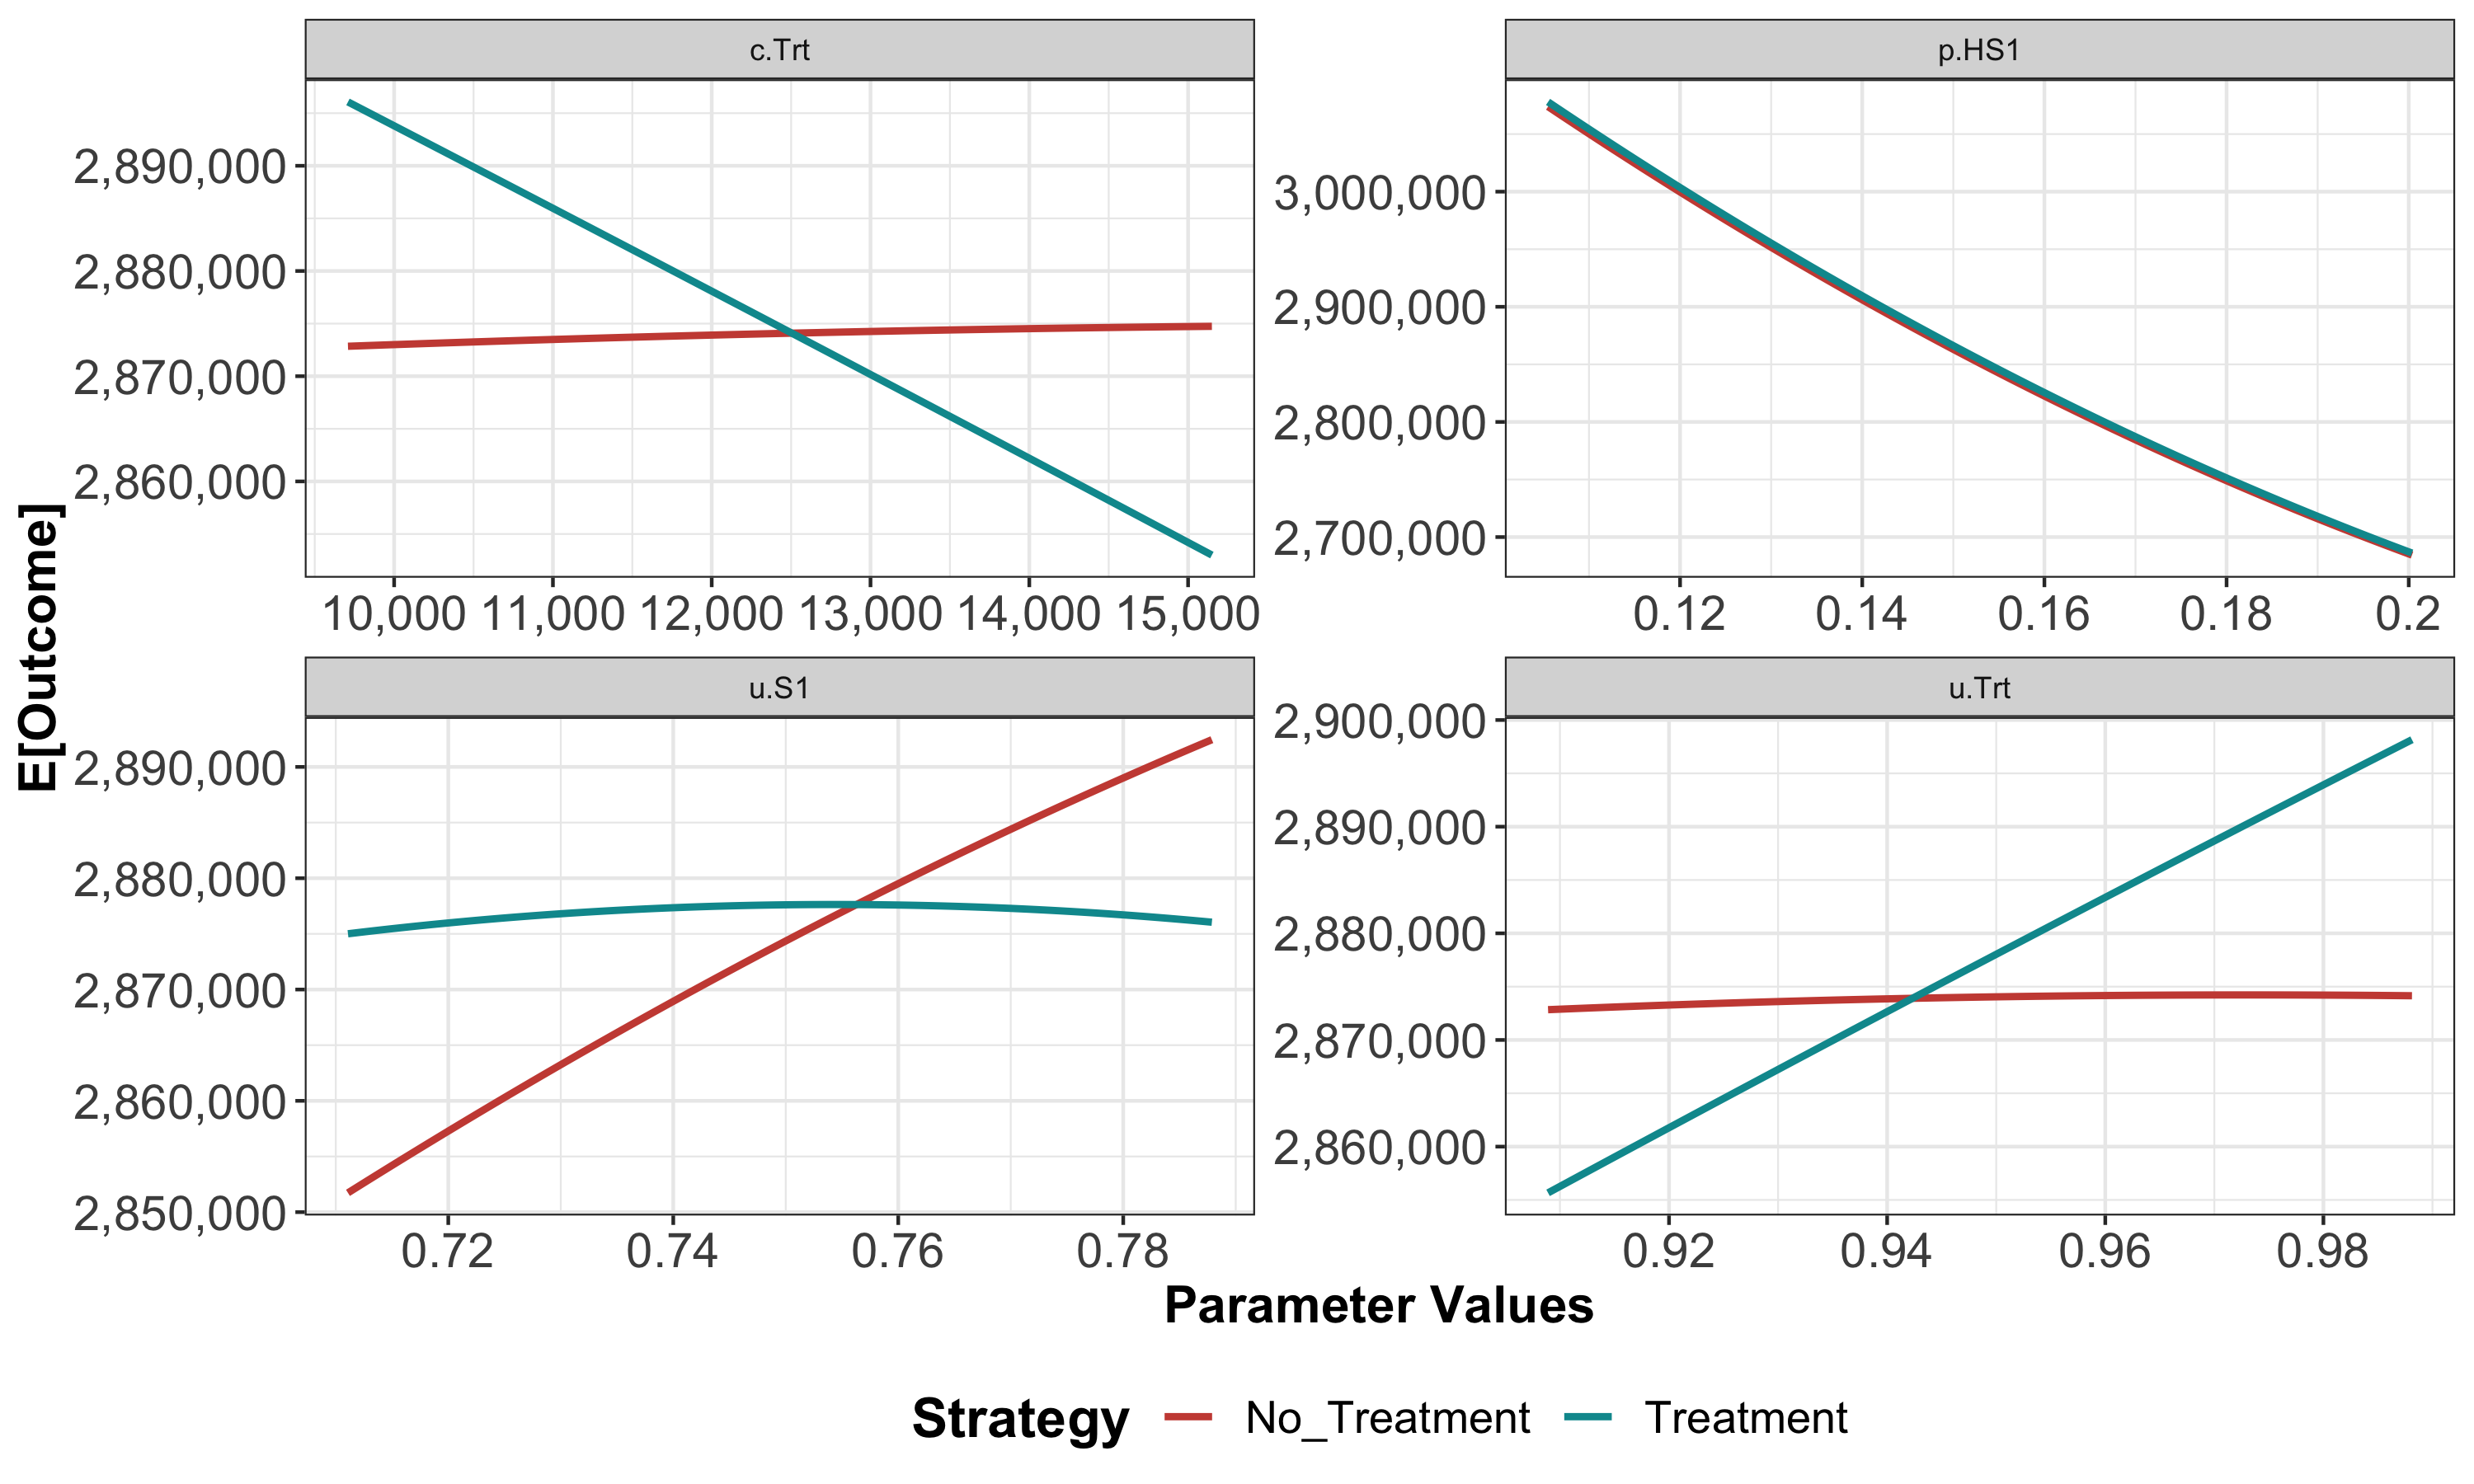 c.Trt
2,890,000
2,880,000
2,870,000
2,860,000
10,000 11,000 12,000 13,000 14,000 15,000
p.HS1
3,000,000
2,900,000
2,800,000
2,700,000
0.12 0.14 0.16 0.18 0.2
E[Outcome]
u.S1
2,890,000
2,880,000
2,870,000
2,860,000
2,850,000
0.72 0.74 0.76 0.78
u.Trt
2,900,000
2,890,000
2,880,000
2,870,000
2,860,000
0.92 0.94 0.96 0.98
Parameter Values
Strategy No_Treatment Treatment